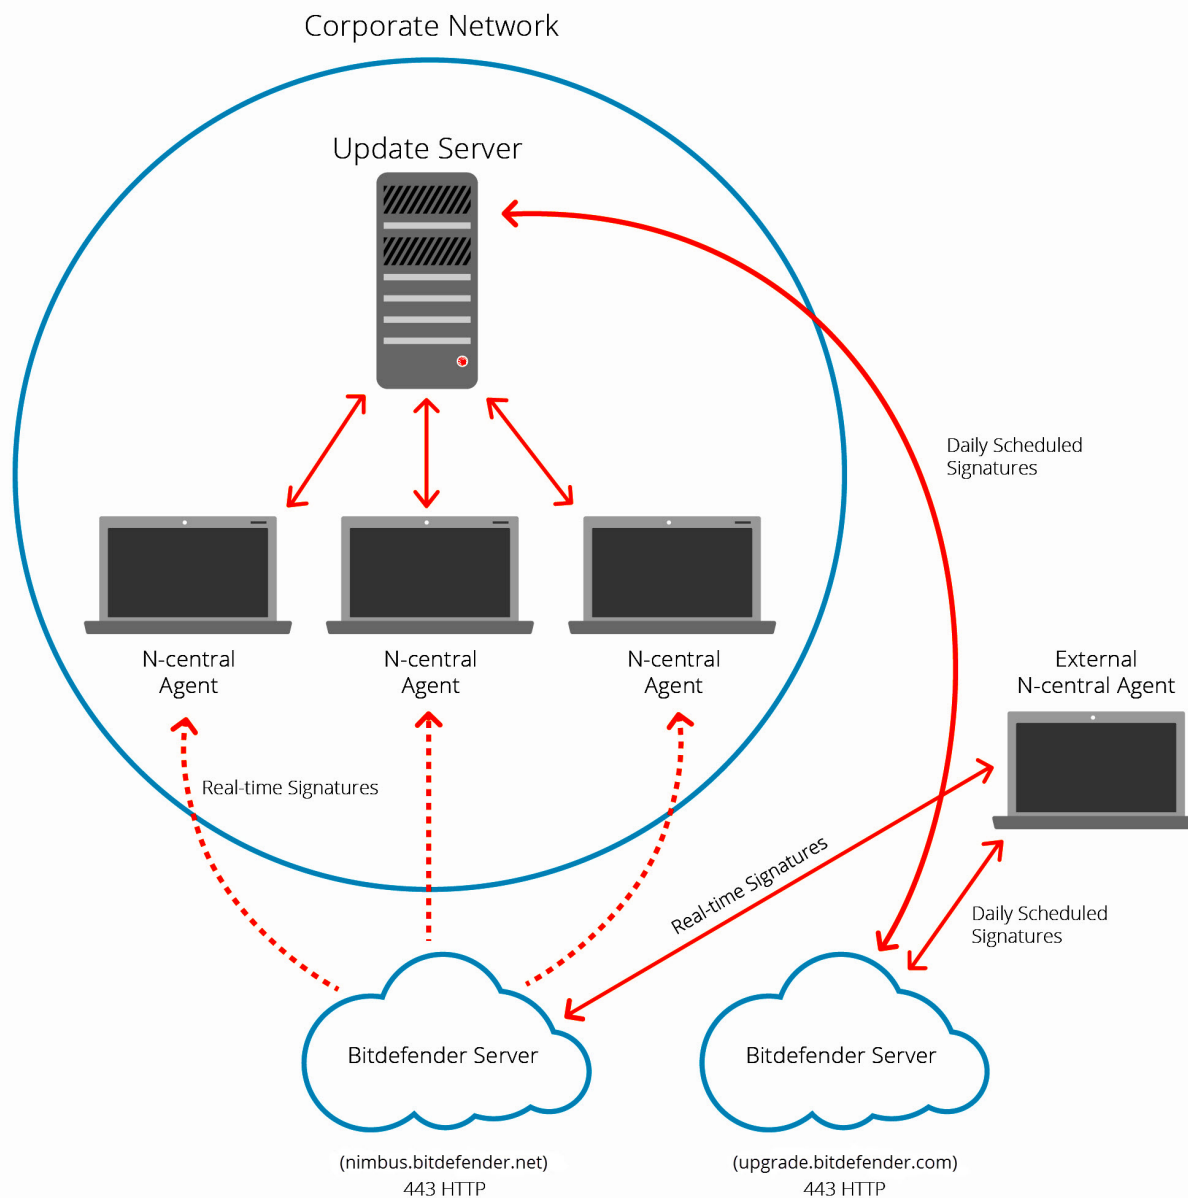 Corporate Network
Update Server
Daily Scheduled
Signatures
N-central
Agent
N-central
Agent
N-central
Agent
External
N-central Agent
Real-time Signatures
Real-time Signatures
Daily Scheduled
Signatures
Bitdefender Server
Bitdefender Server
(nimbus.bitdefender.net)
443 HTTP
(upgrade.bitdefender.com)
443 HTTP